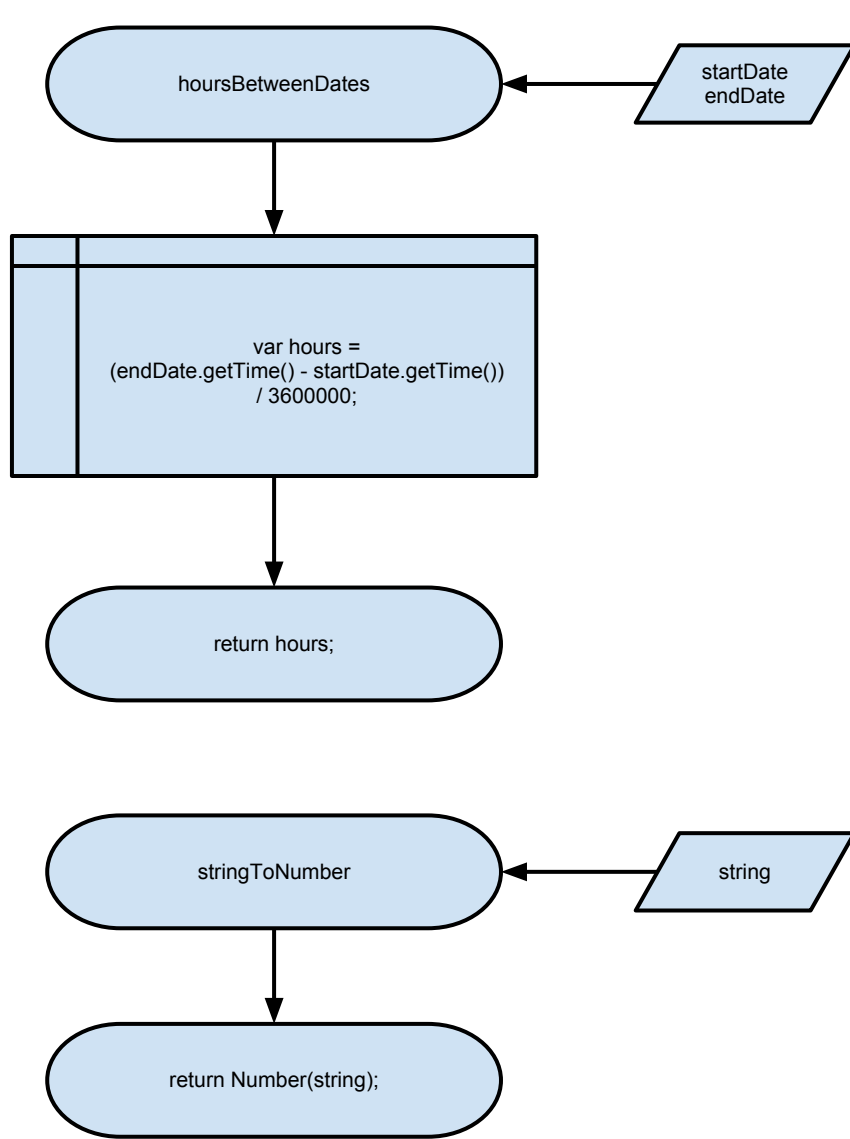 hoursBetweenDates
startDate
endDate
var hours =
(endDate.getTime() - startDate.getTime())
/ 3600000;
return hours;
stringToNumber
string
return Number(string);